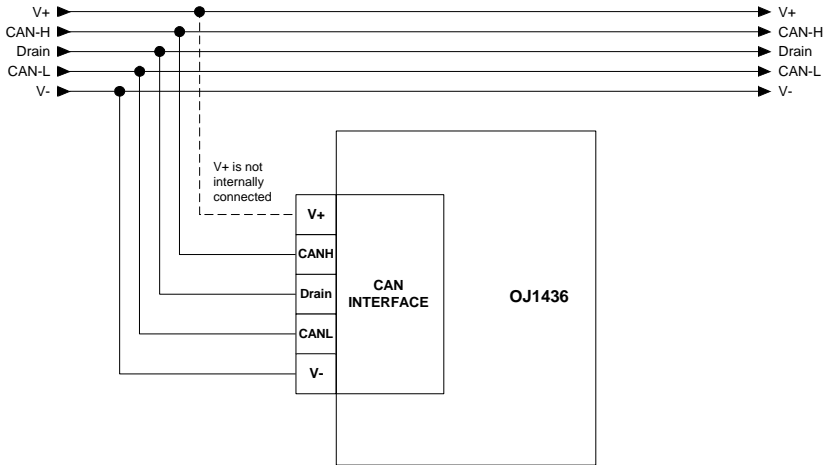 V+
V+
CAN-H
CAN-H
Drain
Drain
CAN-L
CAN-L
V-
V-
V+ is not
internally
connected
V+
CANH
Drain
CANL
V-
CAN
INTERFACE
OJ1436